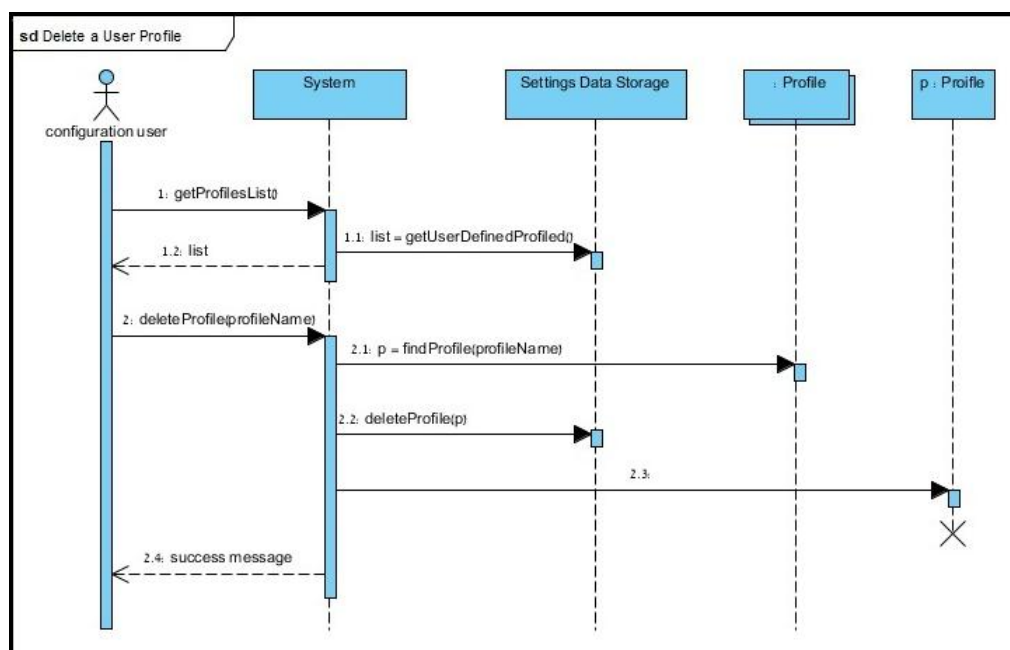 sd Delete a User Profile
configuration user
System
Settings Data Storage
: Profile
p : Proifle
1: getProfilesList()
1.1: list = getUserDefinedProfiled()
1.2: list
2: deleteProfile(profileName)
2.1: p = findProfile(profileName)
2.2: deleteProfile(p)
2.3:
2.4: success message